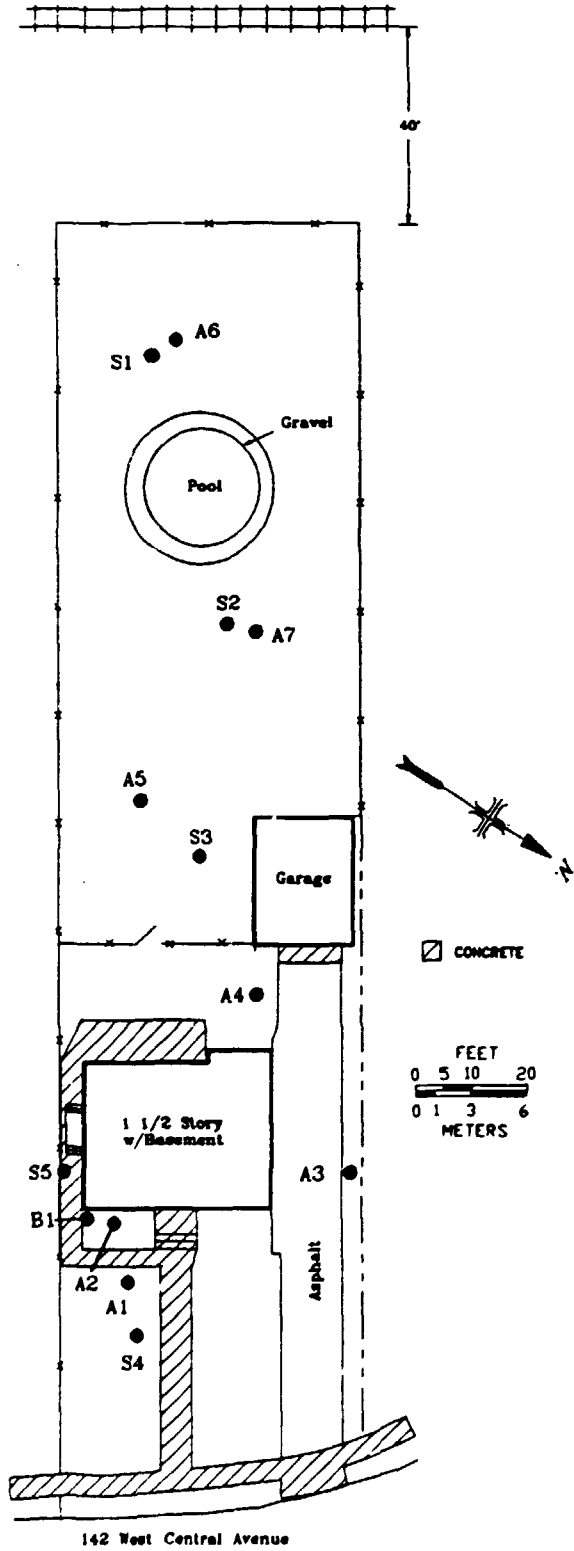 40'
A6
S1
Gravel
Pool
S2
A7
A5
S3
Garage
N
CONCRETE
A4
FEET
0 5 10 20
0 1 3 6
METERS
1 1/2 Story
w/Basement
S5
A3
B1
A2
A1
Asphalt
S4
142 West Central Avenue